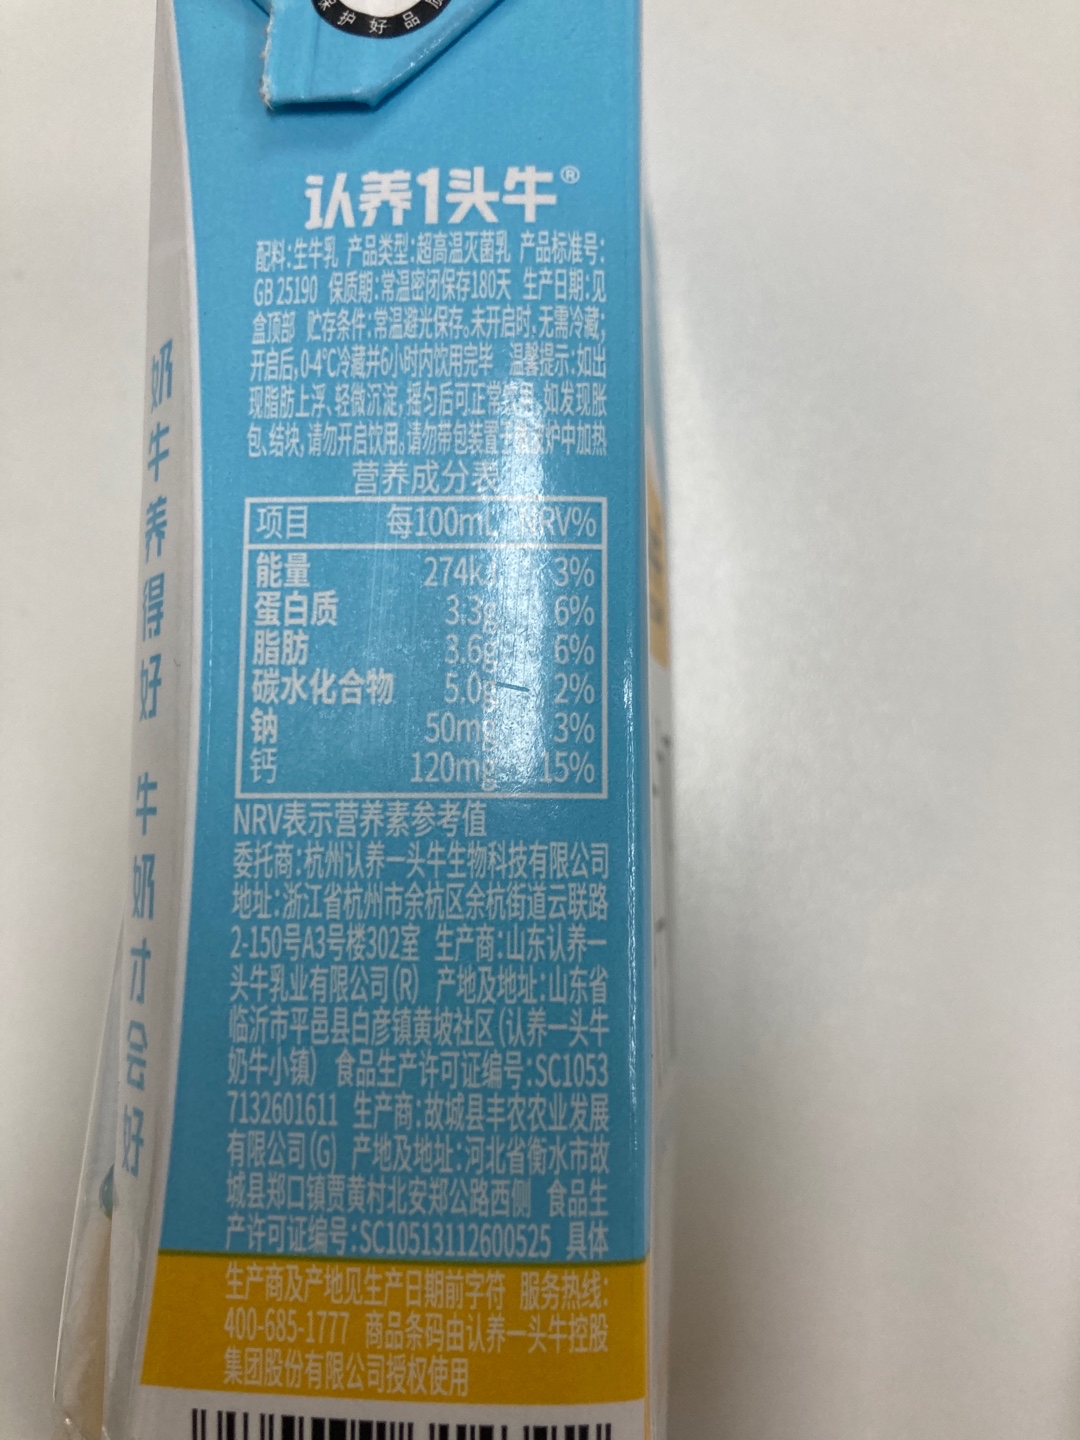 护好品
认养1头牛®
配料:生牛乳 产品类型:超高温灭菌乳 产品标准号:
GB 25190 保质期:常温密闭保存180天 生产日期:见
盒顶部 贮存条件:常温避光保存。未开启时、无需冷藏;
开启后,0-4℃冷藏并6小时内饮用完毕 温馨提示:如出
现脂肪上浮、轻微沉淀,摇匀后可正常 如发现胀
包、结块,请勿开启饮用。请勿带包装置 炉中加热
营养成分表
项目 每100mL NRV%
能量 274kJ 3%
蛋白质 3.3g 6%
脂肪 3.6g 6%
碳水化合物 5.0g 2%
钠 50mg 3%
钙 120mg 15%
NRV表示营养素参考值
委托商:杭州认养一头牛生物科技有限公司
地址:浙江省杭州市余杭区余杭街道云联路
2-150号A3号楼302室 生产商:山东认养一
头牛乳业有限公司(R) 产地及地址:山东省
临沂市平邑县白彦镇黄坡社区(认养一头牛
奶牛小镇) 食品生产许可证编号:SC1053
7132601611 生产商:故城县丰农农业发展
有限公司(G) 产地及地址:河北省衡水市故
城县郑口镇贾黄村北安郑公路西侧 食品生
产许可证编号:SC10513112600525 具体
生产商及产地见生产日期前字符 服务热线:
400-685-1777 商品条码由认养一头牛控股
集团股份有限公司授权使用
奶牛养得好 牛奶才会好